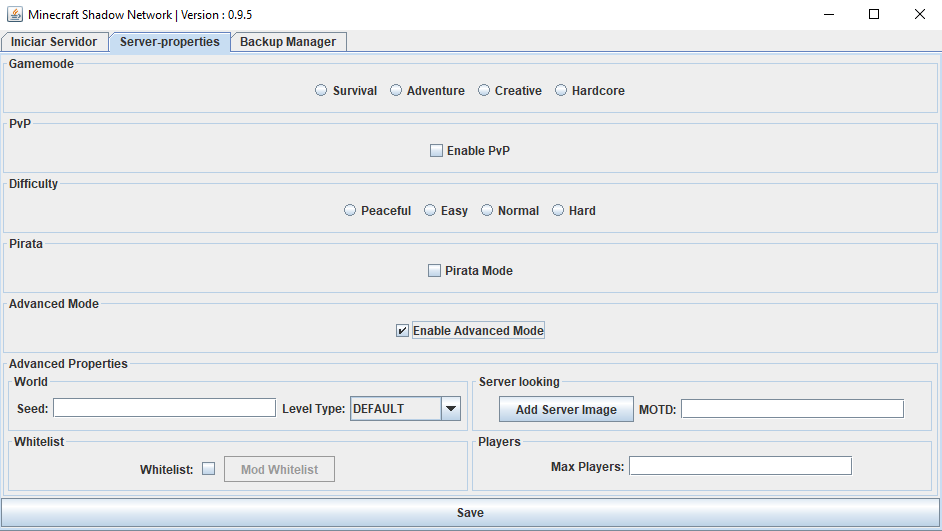 Minecraft Shadow Network | Version : 0.9.5
Iniciar Servidor Server-properties Backup Manager
Gamemode
Survival Adventure Creative Hardcore
PvP
Enable PvP
Difficulty
Peaceful Easy Normal Hard
Pirata
Pirata Mode
Advanced Mode
Enable Advanced Mode
Advanced Properties
World
Seed: Level Type: DEFAULT
Server looking
Add Server Image MOTD:
Whitelist
Whitelist: Mod Whitelist
Players
Max Players:
Save